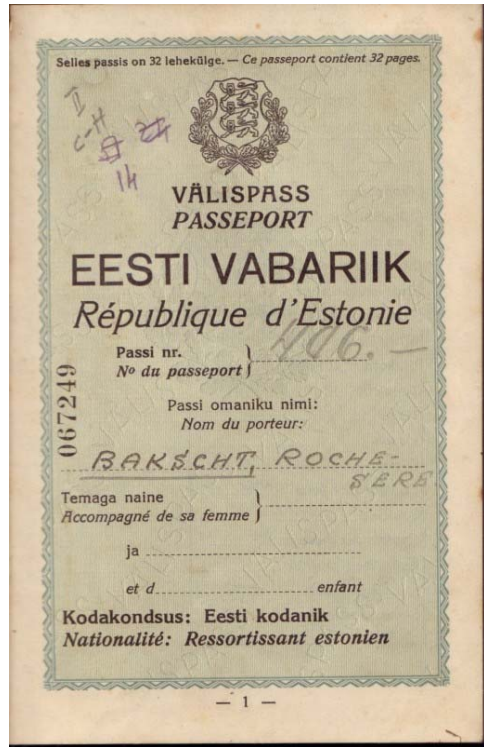 Selles passis on 32 lehekülge. — Ce passeport contient 32 pages.
II
C-H
14
VÄLISPASS
PASSEPORT
EESTI VABARIIK
République d'Estonie
Passi nr.
Nº du passeport
406.—
067249
Passi omaniku nimi:
Nom du porteur:
BAKSCHT, ROCHE-
SERE
Temaga naine
Accompagné de sa femme
ja
et d enfant
Kodakondsus: Eesti kodanik
Nationalité: Ressortissant estonien
— 1 —